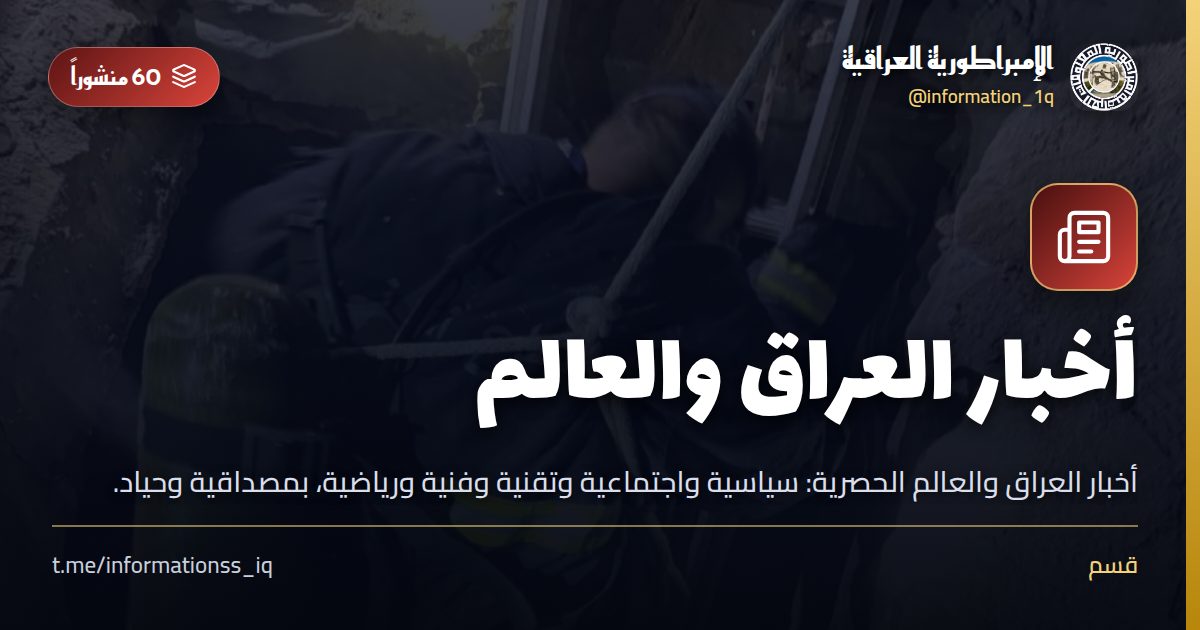 الإمبراطورية العراقية
@information_1q
60 منشوراً
أخبار العراق والعالم
أخبار العراق والعالم الحصرية: سياسية واجتماعية وتقنية وفنية ورياضية، بمصداقية وحياد.
قسم
t.me/informationss_iq